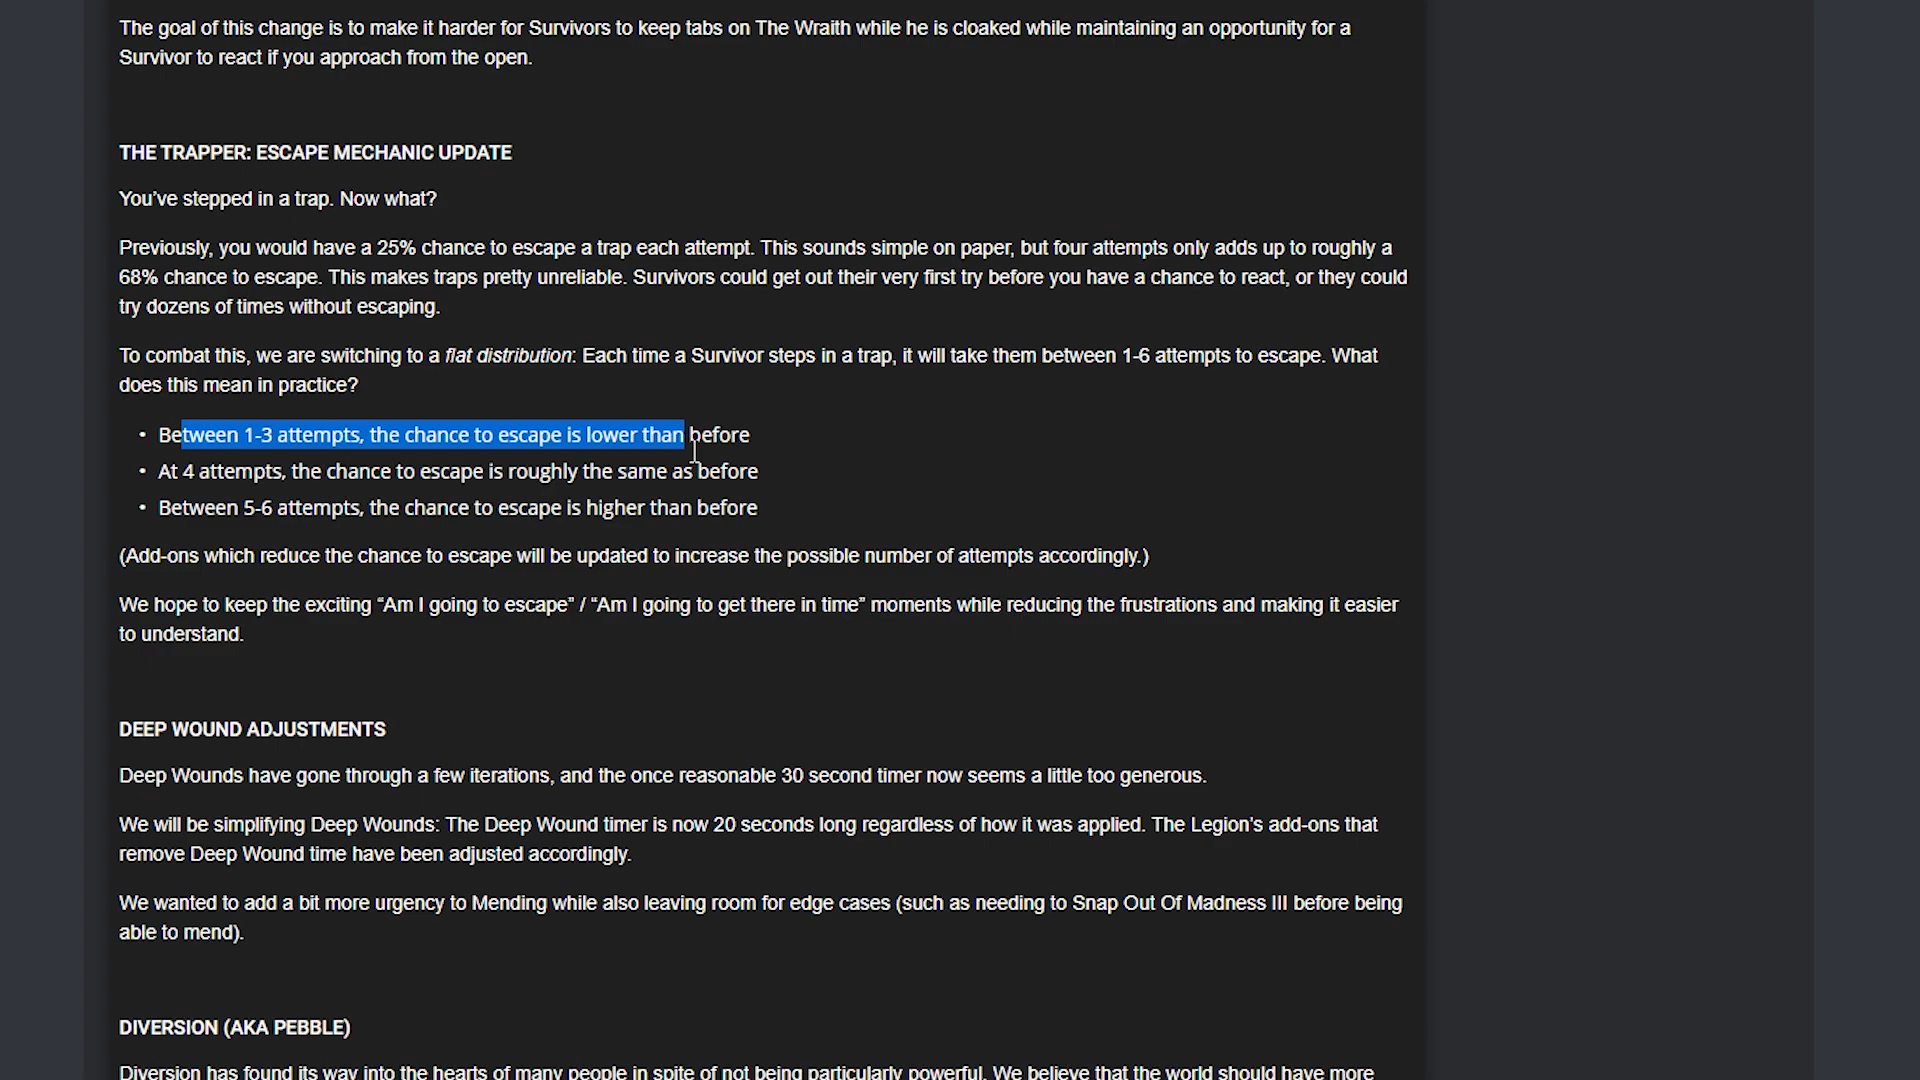 The goal of this change is to make it harder for Survivors to keep tabs on The Wraith while he is cloaked while maintaining an opportunity for a
Survivor to react if you approach from the open.
THE TRAPPER: ESCAPE MECHANIC UPDATE
You've stepped in a trap. Now what?
Previously, you would have a 25% chance to escape a trap each attempt. This sounds simple on paper, but four attempts only adds up to roughly a
68% chance to escape. This makes traps pretty unreliable. Survivors could get out their very first try before you have a chance to react, or they could
try dozens of times without escaping.
To combat this, we are switching to a flat distribution: Each time a Survivor steps in a trap, it will take them between 1-6 attempts to escape. What
does this mean in practice?
• Between 1-3 attempts, the chance to escape is lower than before
• At 4 attempts, the chance to escape is roughly the same as before
• Between 5-6 attempts, the chance to escape is higher than before
(Add-ons which reduce the chance to escape will be updated to increase the possible number of attempts accordingly.)
We hope to keep the exciting “Am I going to escape” / “Am I going to get there in time” moments while reducing the frustrations and making it easier
to understand.
DEEP WOUND ADJUSTMENTS
Deep Wounds have gone through a few iterations, and the once reasonable 30 second timer now seems a little too generous.
We will be simplifying Deep Wounds: The Deep Wound timer is now 20 seconds long regardless of how it was applied. The Legion's add-ons that
remove Deep Wound time have been adjusted accordingly.
We wanted to add a bit more urgency to Mending while also leaving room for edge cases (such as needing to Snap Out Of Madness III before being
able to mend).
DIVERSION (AKA PEBBLE)
Diversion has found its way into the hearts of many people in spite of not being particularly powerful. We believe that the world should have more